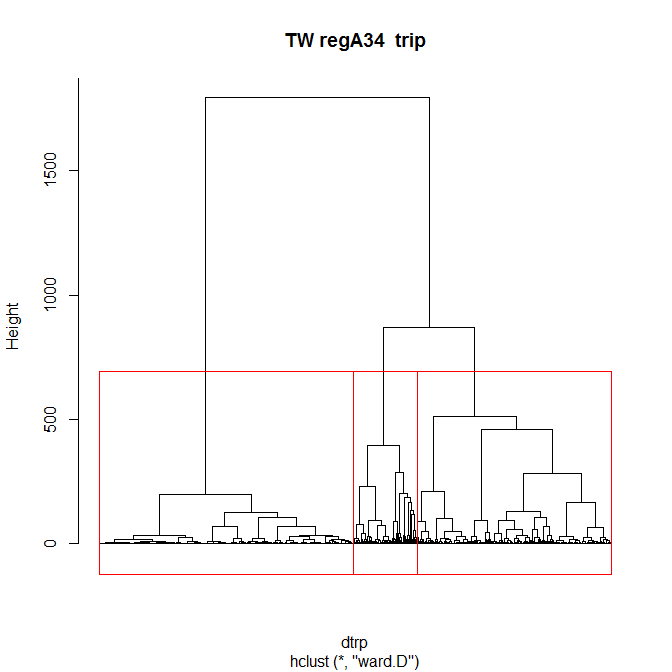 TW regA34  trip
Height
1500
1000
500
0
dtrp
hclust (*, "ward.D")